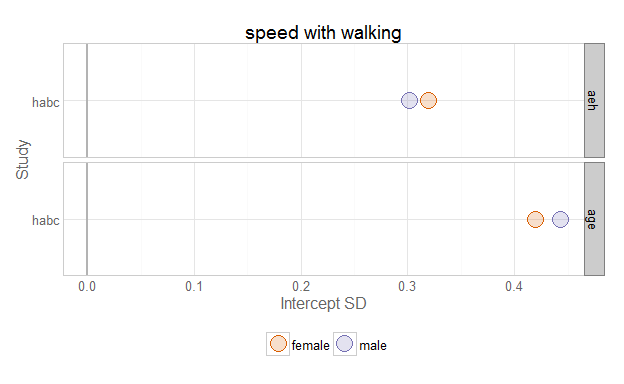 speed with walking
Study
habc
aeh
habc
age
0.0 0.1 0.2 0.3 0.4
Intercept SD
female male